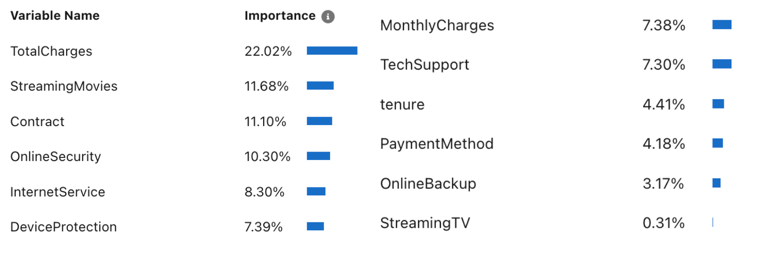 Variable Name Importance
TotalCharges 22.02%
StreamingMovies 11.68%
Contract 11.10%
OnlineSecurity 10.30%
InternetService 8.30%
DeviceProtection 7.39%
MonthlyCharges 7.38%
TechSupport 7.30%
tenure 4.41%
PaymentMethod 4.18%
OnlineBackup 3.17%
StreamingTV 0.31%